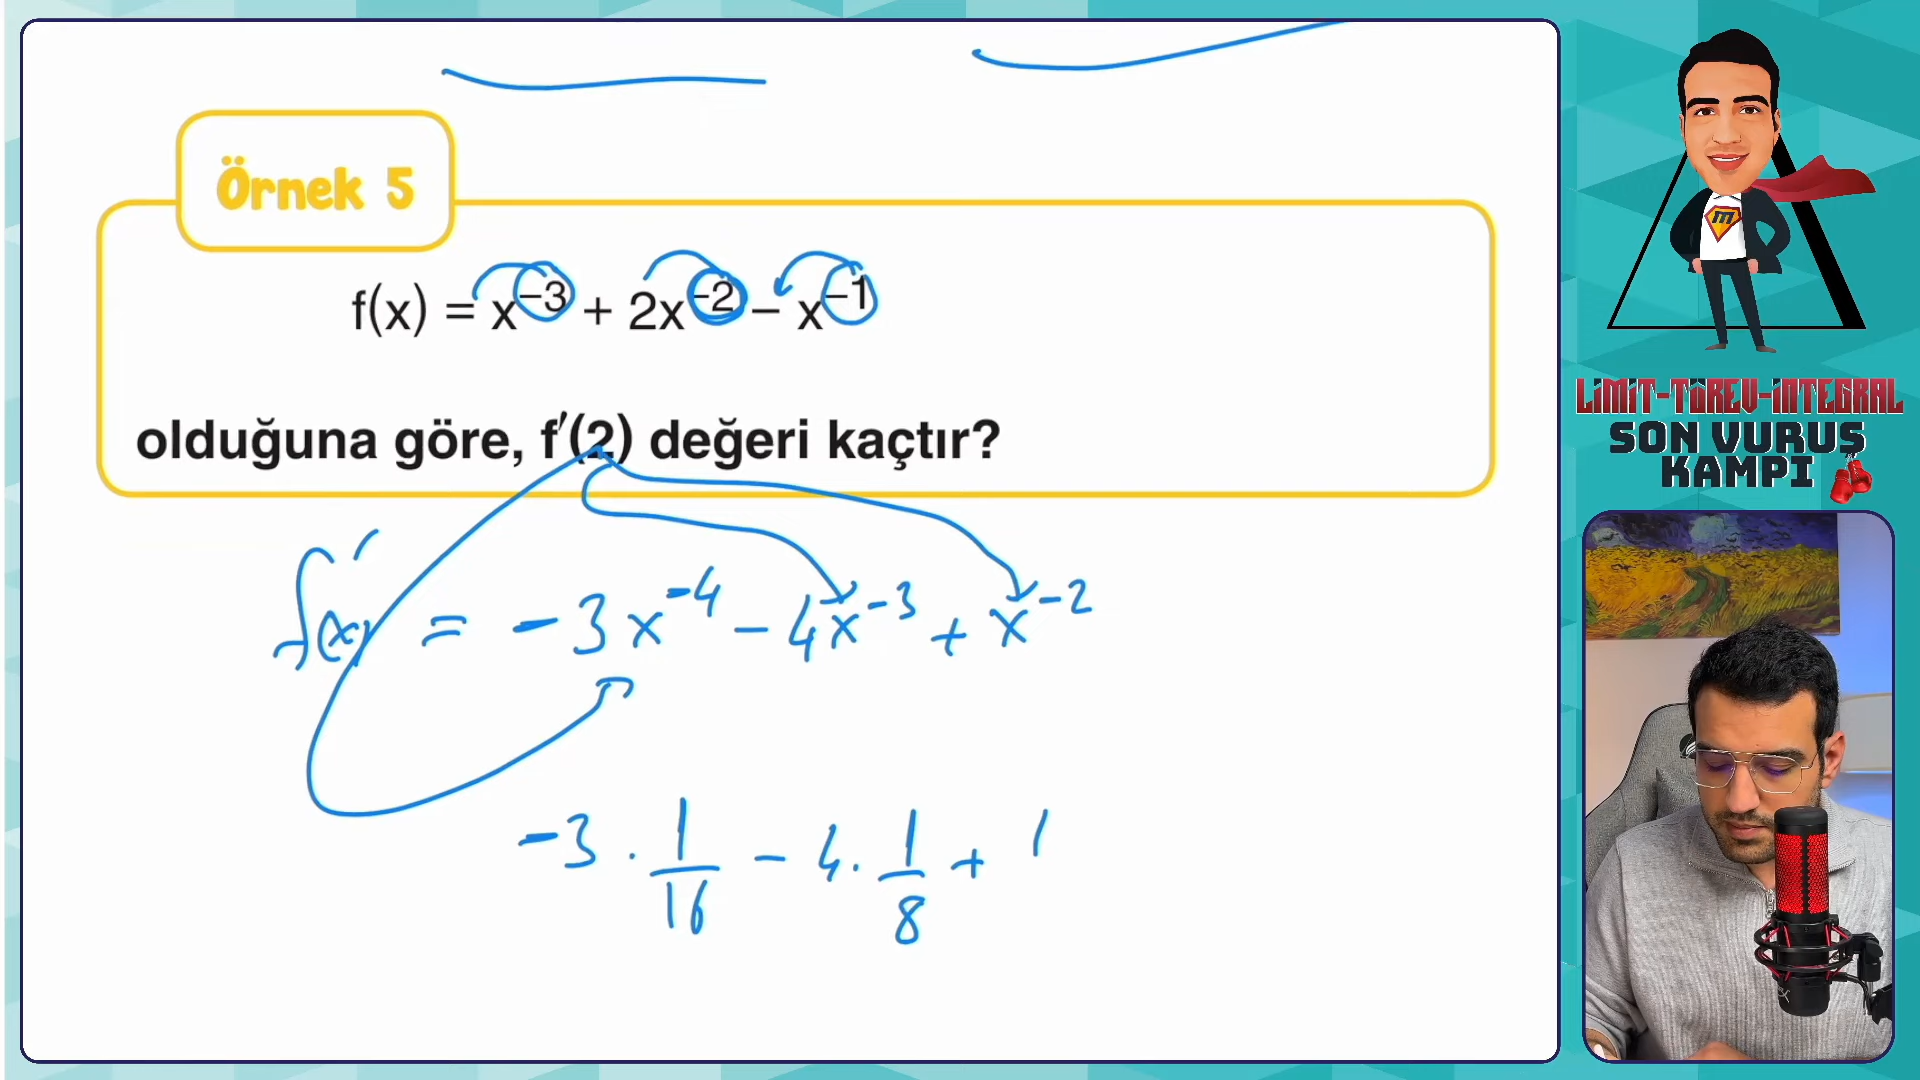 Örnek 5
f(x) = x⁻³ + 2x⁻² – x⁻¹
olduğuna göre, f′(2) değeri kaçtır?
f′(x) = -3x⁻⁴ - 4x⁻³ + x⁻²
-3 · 1/16 - 4 · 1/8 + 1
m
LİMİT-TÜREV-İNTEGRAL
SON VURUŞ
KAMPI